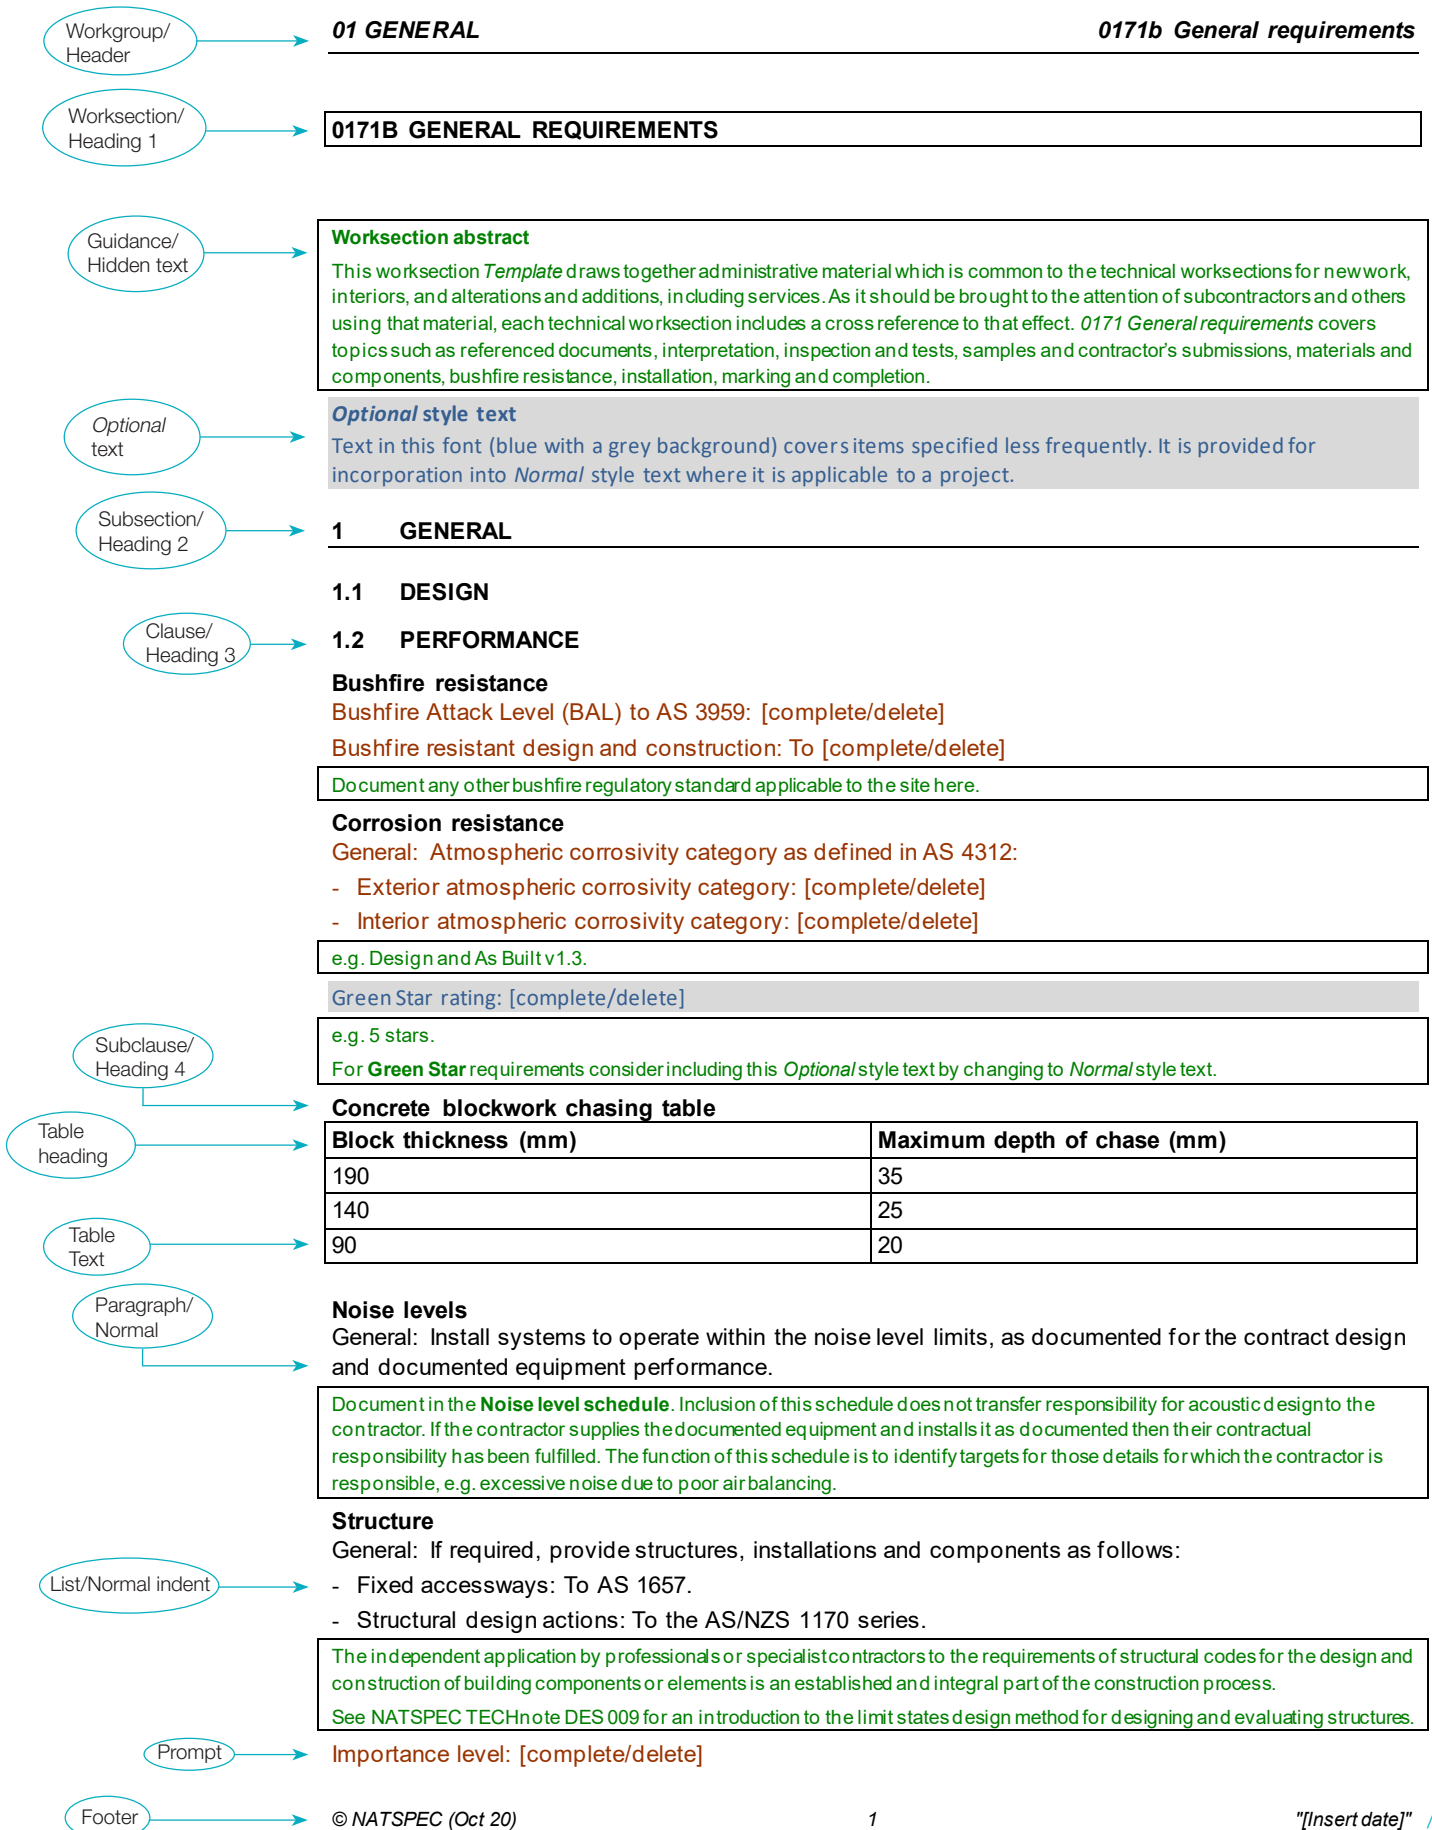 Workgroup/
Header
01 GENERAL 0171b General requirements
Worksection/
Heading 1
0171B GENERAL REQUIREMENTS
Guidance/
Hidden text
Worksection abstract
This worksection Template draws together administrative material which is common to the technical worksections for new work,
interiors, and alterations and additions, including services. As it should be brought to the attention of subcontractors and others
using that material, each technical worksection includes a cross reference to that effect. 0171 General requirements covers
topics such as referenced documents, interpretation, inspection and tests, samples and contractor's submissions, materials and
components, bushfire resistance, installation, marking and completion.
Optional
text
Optional style text
Text in this font (blue with a grey background) covers items specified less frequently. It is provided for
incorporation into Normal style text where it is applicable to a project.
Subsection/
Heading 2
1 GENERAL
1.1 DESIGN
Clause/
Heading 3
1.2 PERFORMANCE
Bushfire resistance
Bushfire Attack Level (BAL) to AS 3959: [complete/delete]
Bushfire resistant design and construction: To [complete/delete]
Document any other bushfire regulatory standard applicable to the site here.
Corrosion resistance
General: Atmospheric corrosivity category as defined in AS 4312:
- Exterior atmospheric corrosivity category: [complete/delete]
- Interior atmospheric corrosivity category: [complete/delete]
e.g. Design and As Built v1.3.
Green Star rating: [complete/delete]
e.g. 5 stars.
For Green Star requirements consider including this Optional style text by changing to Normal style text.
Subclause/
Heading 4
Concrete blockwork chasing table
Table
heading
Block thickness (mm) Maximum depth of chase (mm)
190 35
140 25
Table
Text
90 20
Paragraph/
Normal
Noise levels
General: Install systems to operate within the noise level limits, as documented for the contract design
and documented equipment performance.
Document in the Noise level schedule. Inclusion of this schedule does not transfer responsibility for acoustic design to the
contractor. If the contractor supplies the documented equipment and installs it as documented then their contractual
responsibility has been fulfilled. The function of this schedule is to identify targets for those details for which the contractor is
responsible, e.g. excessive noise due to poor air balancing.
Structure
General: If required, provide structures, installations and components as follows:
List/Normal indent
- Fixed accessways: To AS 1657.
- Structural design actions: To the AS/NZS 1170 series.
The independent application by professionals or specialist contractors to the requirements of structural codes for the design and
construction of building components or elements is an established and integral part of the construction process.
See NATSPEC TECHnote DES 009 for an introduction to the limit states design method for designing and evaluating structures.
Prompt
Importance level: [complete/delete]
Footer
© NATSPEC (Oct 20) 1 "[Insert date]"